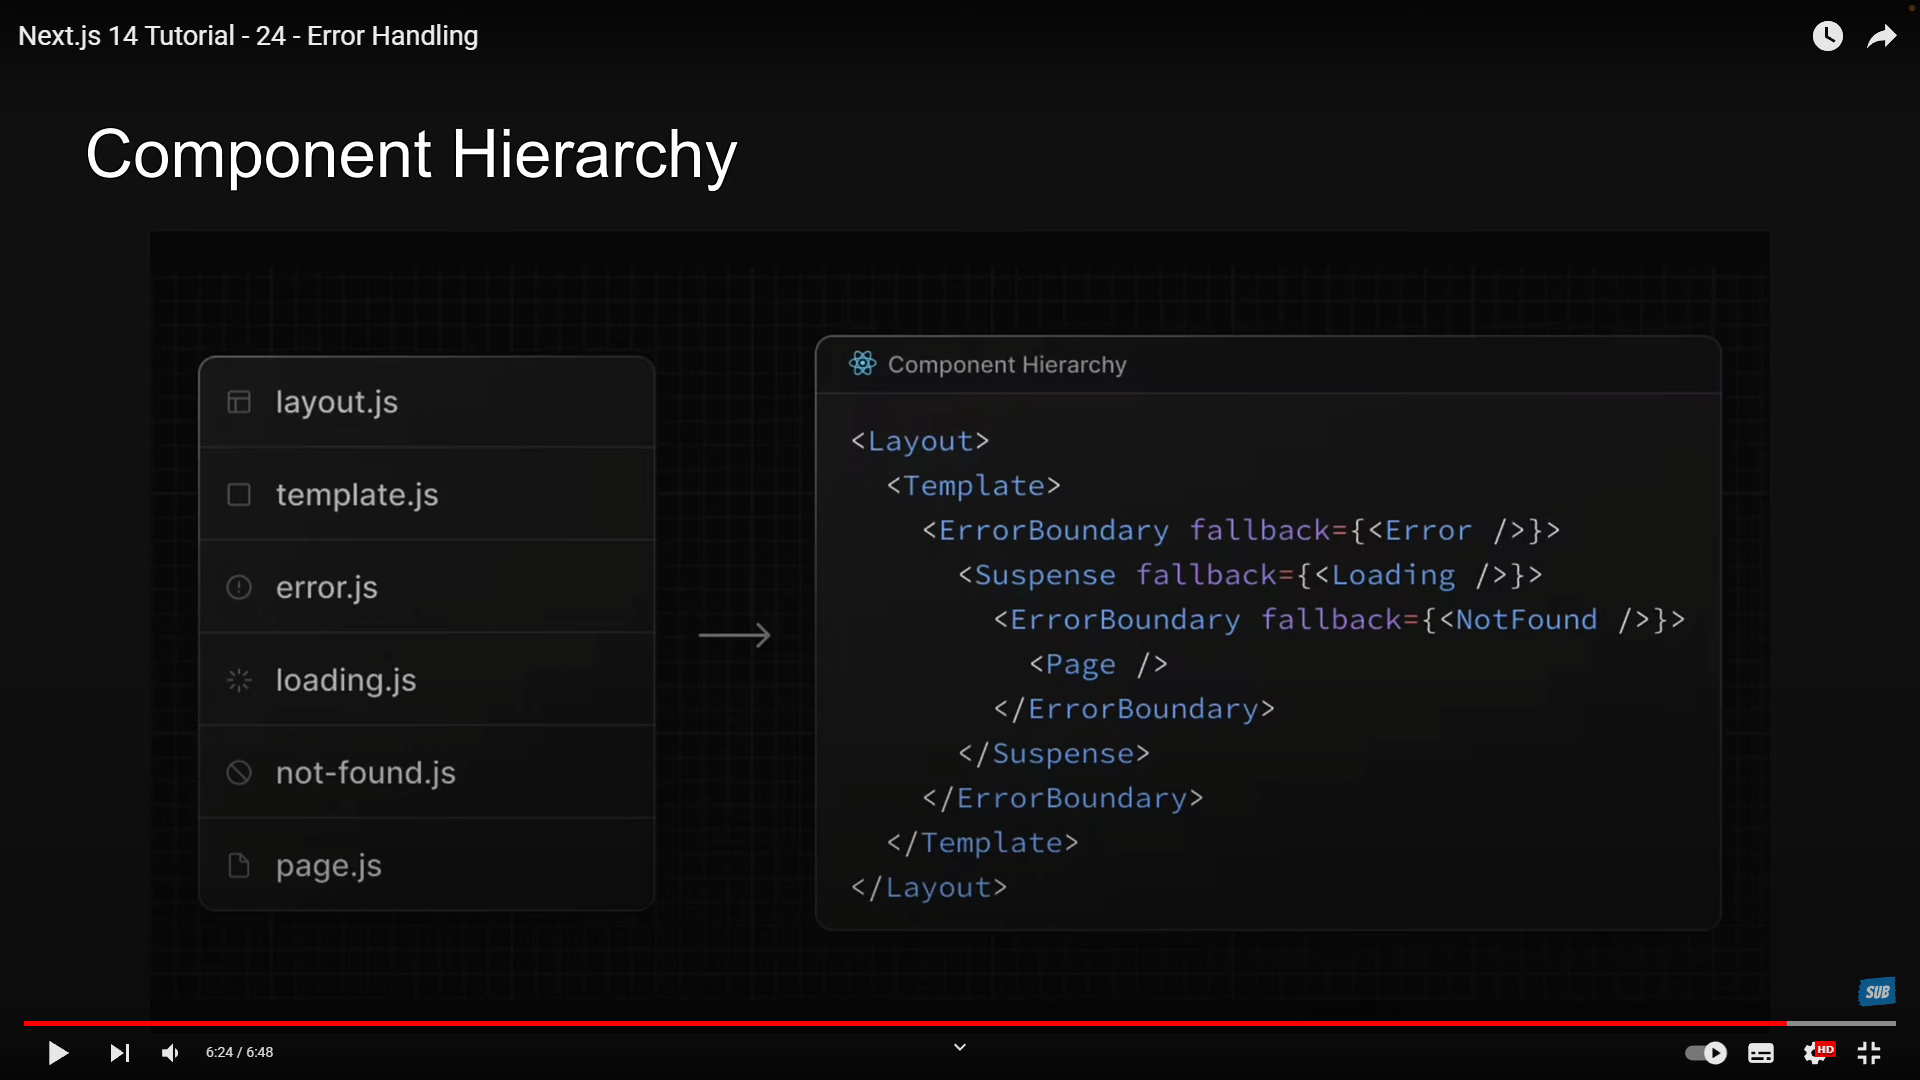 Next.js 14 Tutorial - 24 - Error Handling
Component Hierarchy
layout.js
template.js
error.js
loading.js
not-found.js
page.js
Component Hierarchy
<Layout>
<Template>
<ErrorBoundary fallback={<Error />}>
<Suspense fallback={<Loading />}>
<ErrorBoundary fallback={<NotFound />}>
<Page />
</ErrorBoundary>
</Suspense>
</ErrorBoundary>
</Template>
</Layout>
SUB
6:24 / 6:48
HD